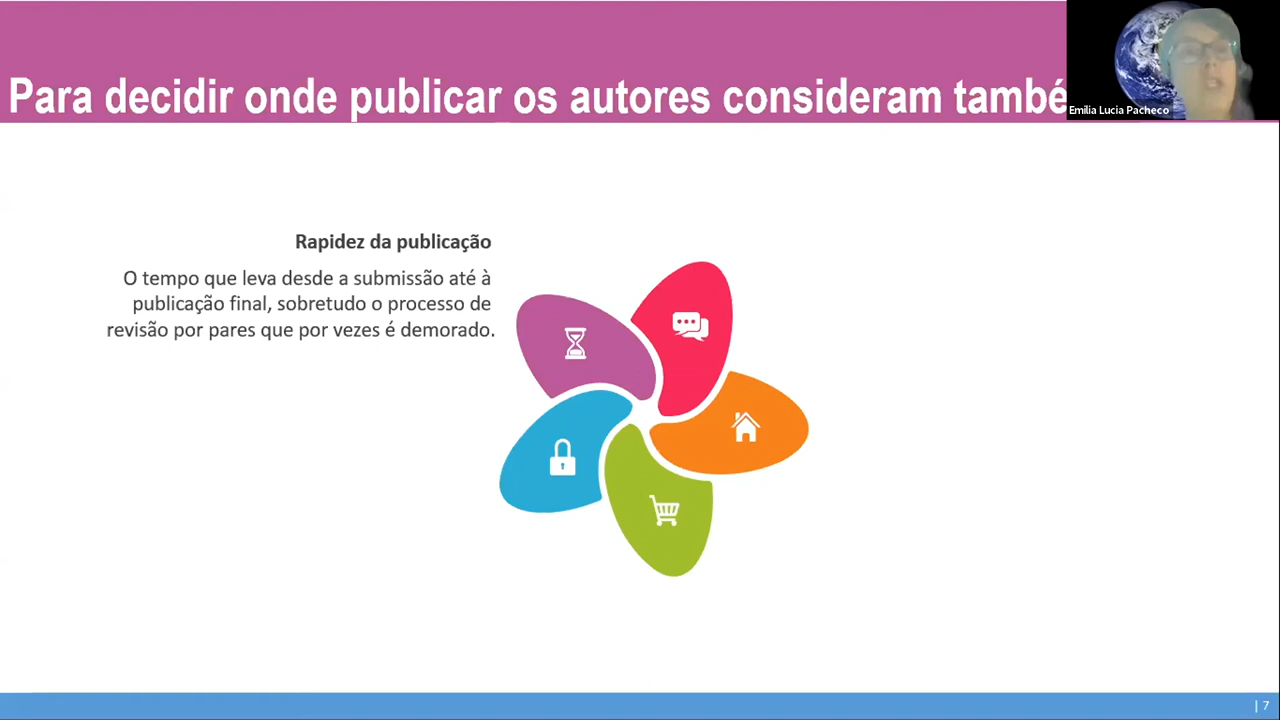 Para decidir onde publicar os autores consideram també
Emilia Lucia Pacheco
Rapidez da publicação
O tempo que leva desde a submissão até à
publicação final, sobretudo o processo de
revisão por pares que por vezes é demorado.
| 7